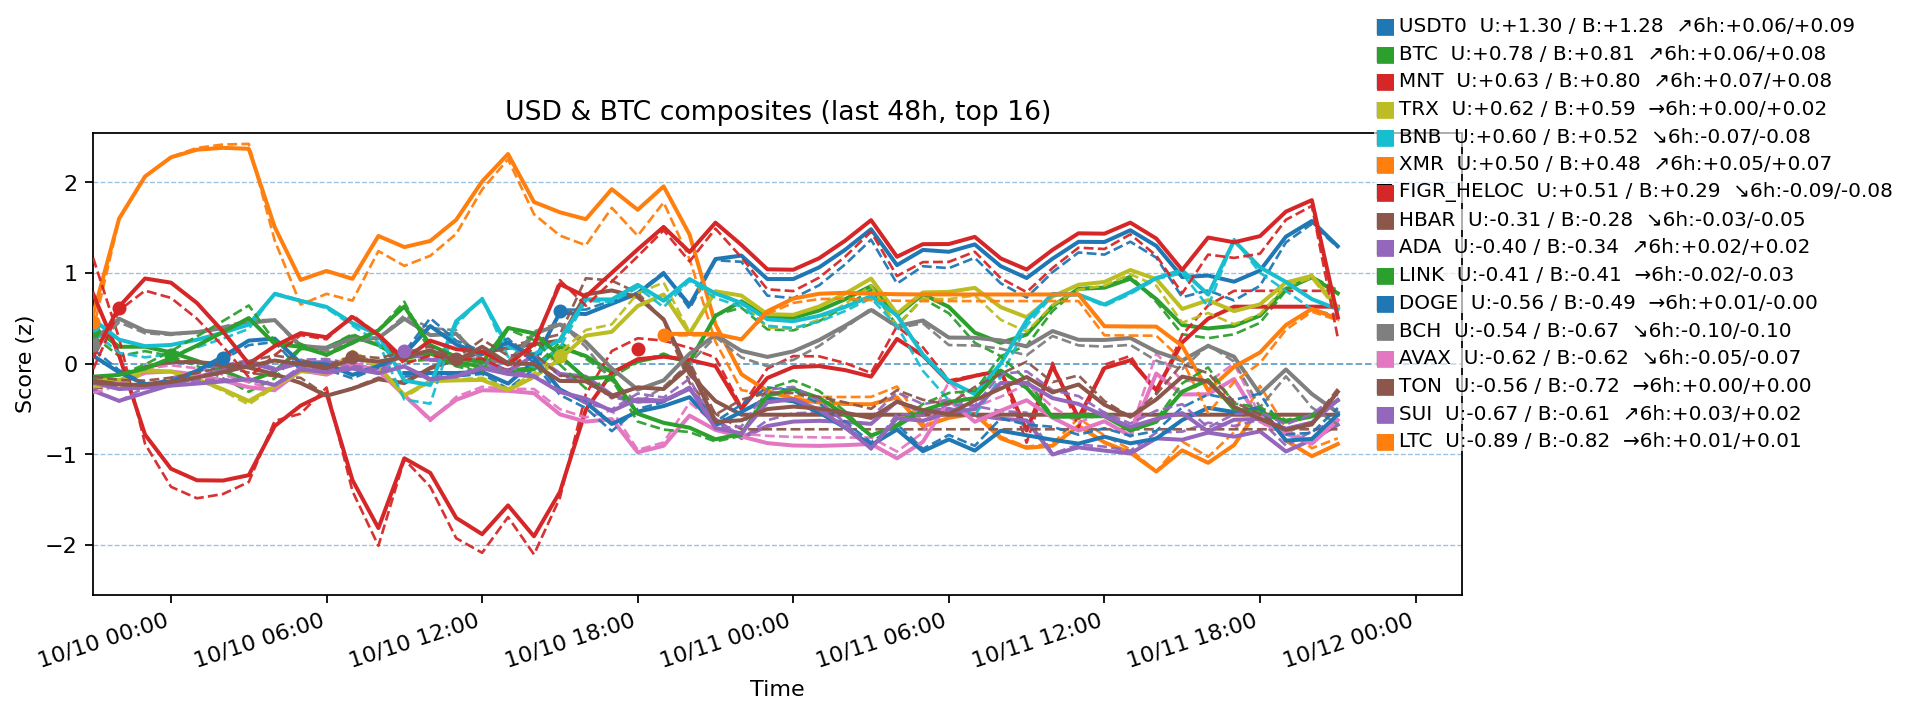 USDT0 U:+1.30 / B:+1.28 ↗6h:+0.06/+0.09
BTC U:+0.78 / B:+0.81 ↗6h:+0.06/+0.08
MNT U:+0.63 / B:+0.80 ↗6h:+0.07/+0.08
TRX U:+0.62 / B:+0.59 →6h:+0.00/+0.02
BNB U:+0.60 / B:+0.52 ↘6h:-0.07/-0.08
XMR U:+0.50 / B:+0.48 ↗6h:+0.05/+0.07
FIGR_HELOC U:+0.51 / B:+0.29 ↘6h:-0.09/-0.08
HBAR U:-0.31 / B:-0.28 ↘6h:-0.03/-0.05
ADA U:-0.40 / B:-0.34 ↗6h:+0.02/+0.02
LINK U:-0.41 / B:-0.41 →6h:-0.02/-0.03
DOGE U:-0.56 / B:-0.49 →6h:+0.01/-0.00
BCH U:-0.54 / B:-0.67 ↘6h:-0.10/-0.10
AVAX U:-0.62 / B:-0.62 ↘6h:-0.05/-0.07
TON U:-0.56 / B:-0.72 →6h:+0.00/+0.00
SUI U:-0.67 / B:-0.61 ↗6h:+0.03/+0.02
LTC U:-0.89 / B:-0.82 →6h:+0.01/+0.01
USD & BTC composites (last 48h, top 16)
Score (z)
2
1
0
−1
−2
10/10 00:00
10/10 06:00
10/10 12:00
10/10 18:00
10/11 00:00
10/11 06:00
10/11 12:00
10/11 18:00
10/12 00:00
Time